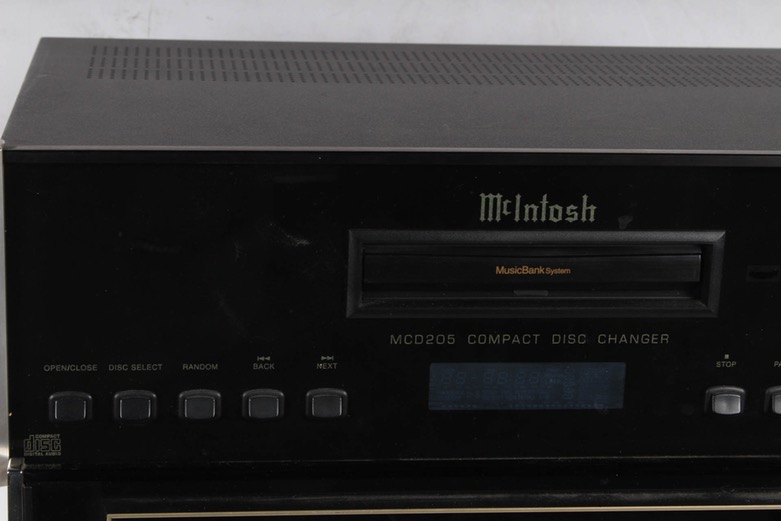 McIntosh
MusicBank System
MCD205 COMPACT DISC CHANGER
OPEN/CLOSE DISC SELECT RANDOM BACK NEXT
STOP
COMPACT
disc
DIGITAL AUDIO